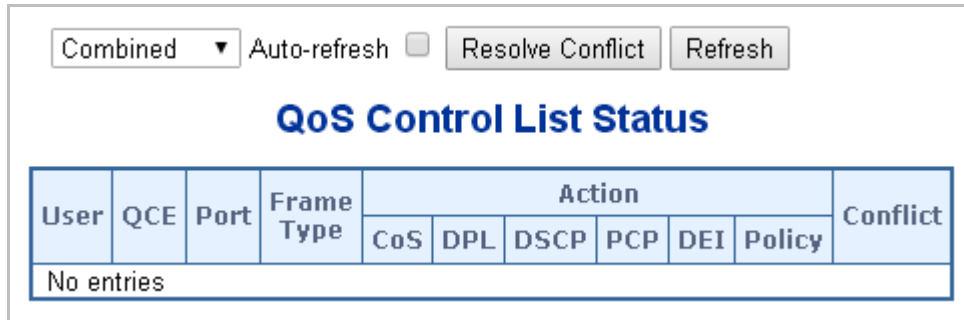 Combined Auto-refresh Resolve Conflict Refresh
QoS Control List Status
User QCE Port Frame Type Action Conflict
CoS DPL DSCP PCP DEI Policy
No entries